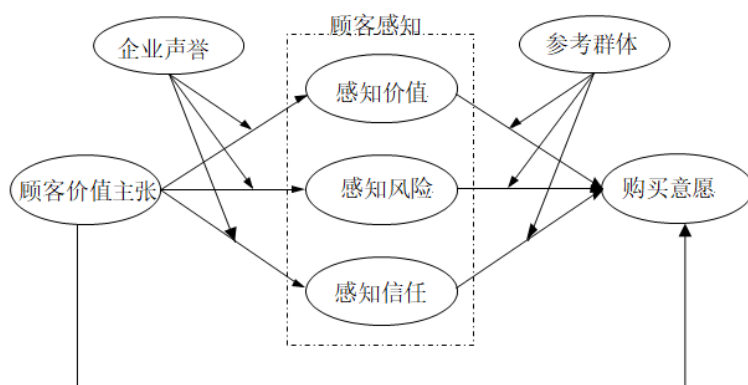 顾客感知
企业声誉
参考群体
感知价值
顾客价值主张
感知风险
购买意愿
感知信任